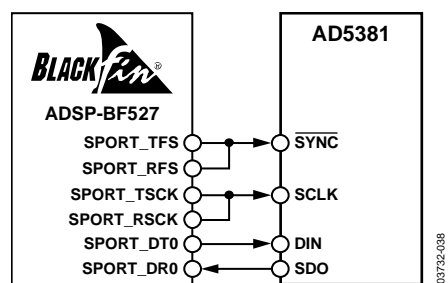 AD5381
BLACKfin®
ADSP-BF527
SPORT_TFS
SYNC
SPORT_RFS
SPORT_TSCK
SCLK
SPORT_RSCK
SPORT_DT0
DIN
SPORT_DR0
SDO
03732-038